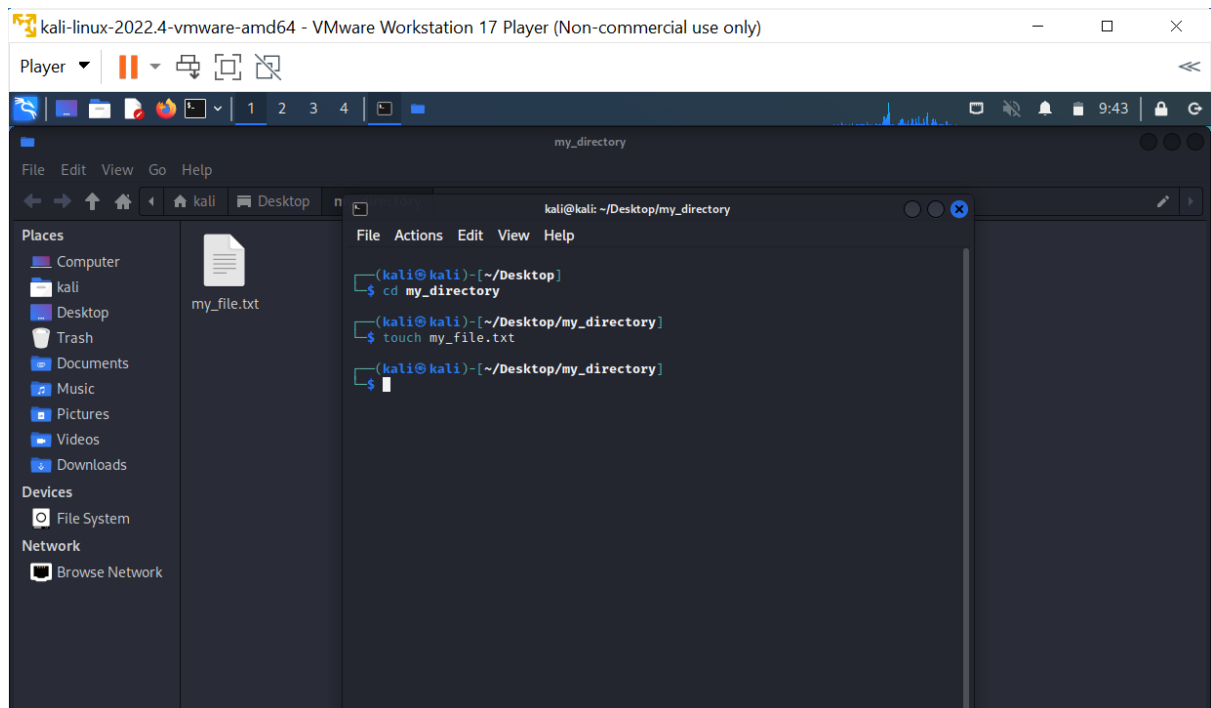 kali-linux-2022.4-vmware-amd64 - VMware Workstation 17 Player (Non-commercial use only)
Player
1 2 3 4 9:43
my_directory
File Edit View Go Help
kali Desktop
kali@kali: ~/Desktop/my_directory
File Actions Edit View Help
Places
Computer
kali
Desktop
Trash
Documents
Music
Pictures
Videos
Downloads
Devices
File System
Network
Browse Network
my_file.txt
┌──(kali㉿kali)-[~/Desktop]
└─$ cd my_directory
┌──(kali㉿kali)-[~/Desktop/my_directory]
└─$ touch my_file.txt
┌──(kali㉿kali)-[~/Desktop/my_directory]
└─$